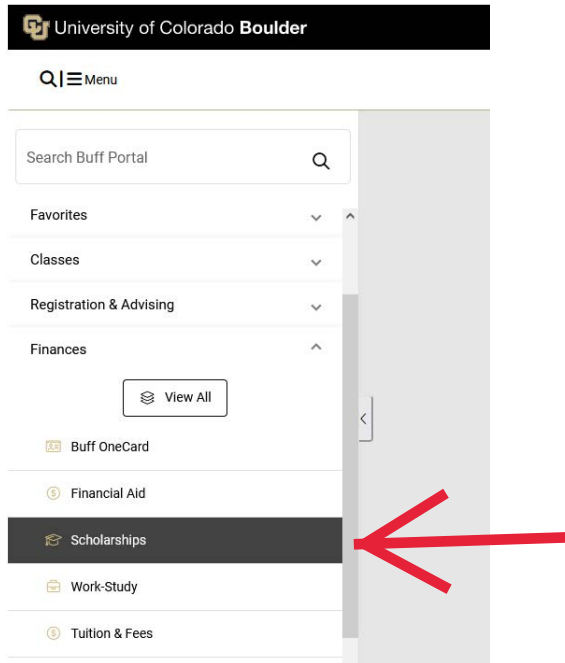 University of Colorado Boulder
Menu
Search Buff Portal
Favorites
Classes
Registration & Advising
Finances
View All
Buff OneCard
Financial Aid
Scholarships
Work-Study
Tuition & Fees